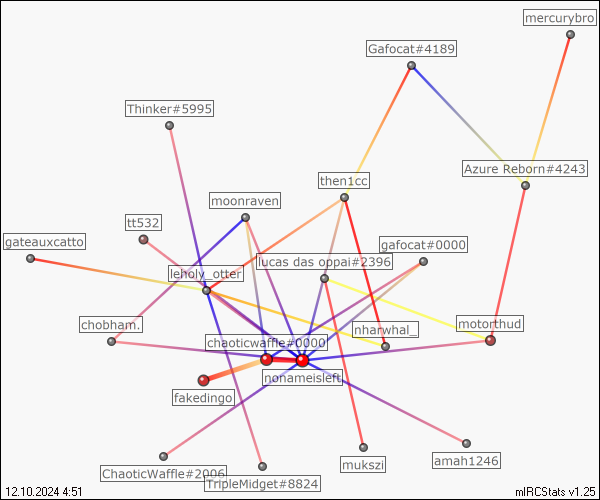 mercurybro
Gafocat#4189
Thinker#5995
Azure Reborn#4243
then1cc
moonraven
tt532
gateauxcatto
gafocat#0000
lucas das oppai#2396
leholy_otter
chobham.
nharwhal_
motorthud
chaoticwaffle#0000
nonameisleft
fakedingo
amah1246
mukszi
ChaoticWaffle#2006
TripleMidget#8824
12.10.2024 4:51
mIRCStats v1.25